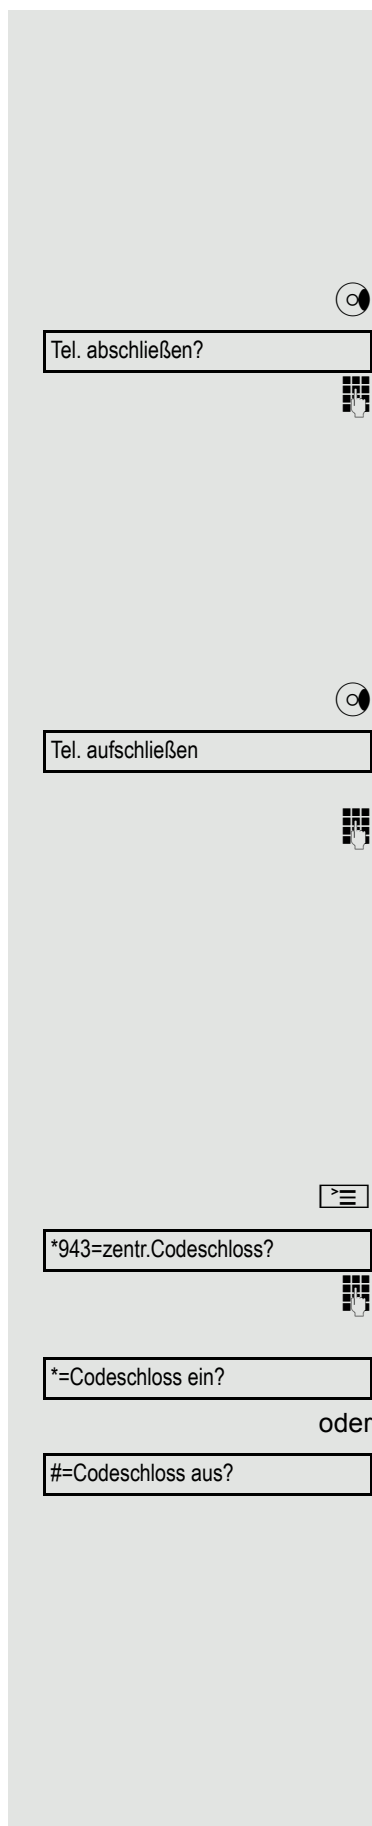 Tel. abschließen?
Tel. aufschließen
*943=zentr.Codeschloss?
*=Codeschloss ein?
oder
#=Codeschloss aus?